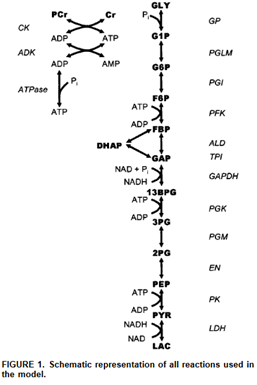 PCr Cr
CK
ADP ATP
ADK
ADP AMP
ATPase
Pi
ATP
GLY
Pi GP
G1P
PGLM
G6P
PGI
F6P
ATP PFK
ADP
FBP
DHAP ALD
TPI
GAP
NAD + Pi GAPDH
NADH
13BPG
ATP PGK
ADP
3PG
PGM
2PG
EN
PEP
ATP PK
ADP
PYR
NADH LDH
NAD
LAC
FIGURE 1. Schematic representation of all reactions used in
the model.